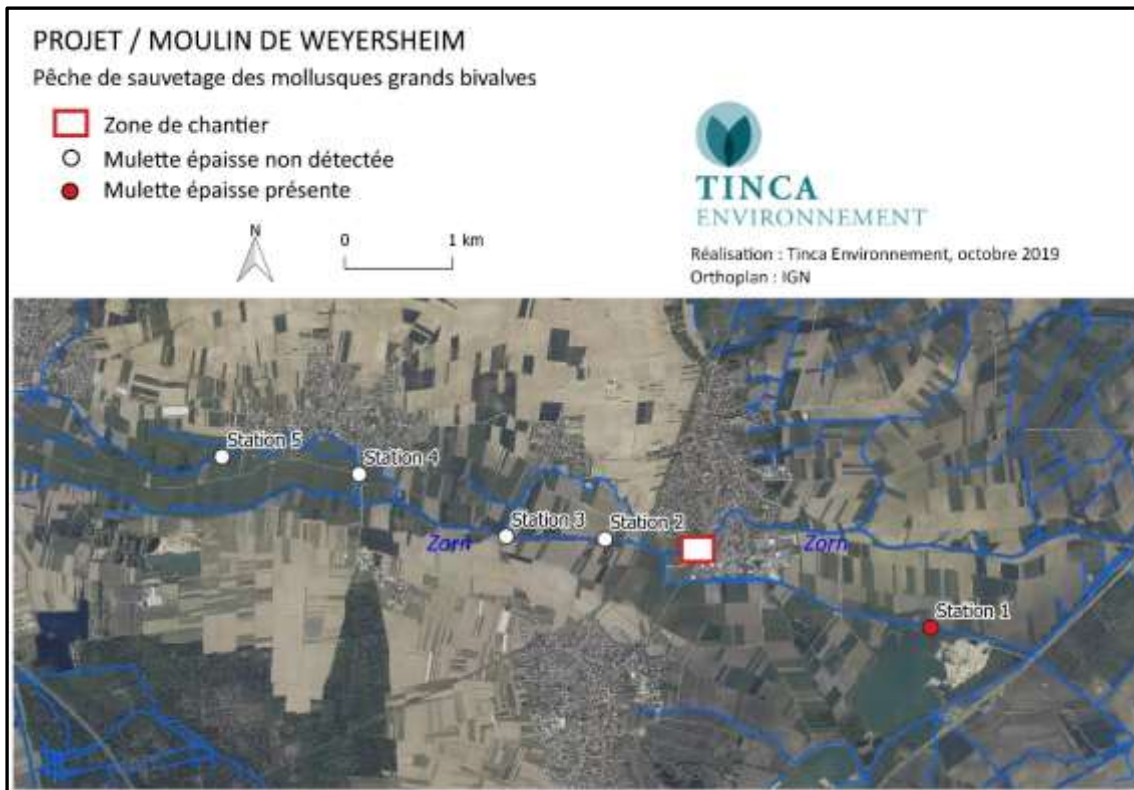 PROJET / MOULIN DE WEYERSHEIM
Pêche de sauvetage des mollusques grands bivalves
Zone de chantier
Mulette épaisse non détectée
Mulette épaisse présente
N
0 1 km
TINCA
ENVIRONNEMENT
Réalisation : Tinca Environnement, octobre 2019
Orthoplan : IGN
Station 5
Station 4
Station 3
Station 2
Zorn
Zorn
Station 1